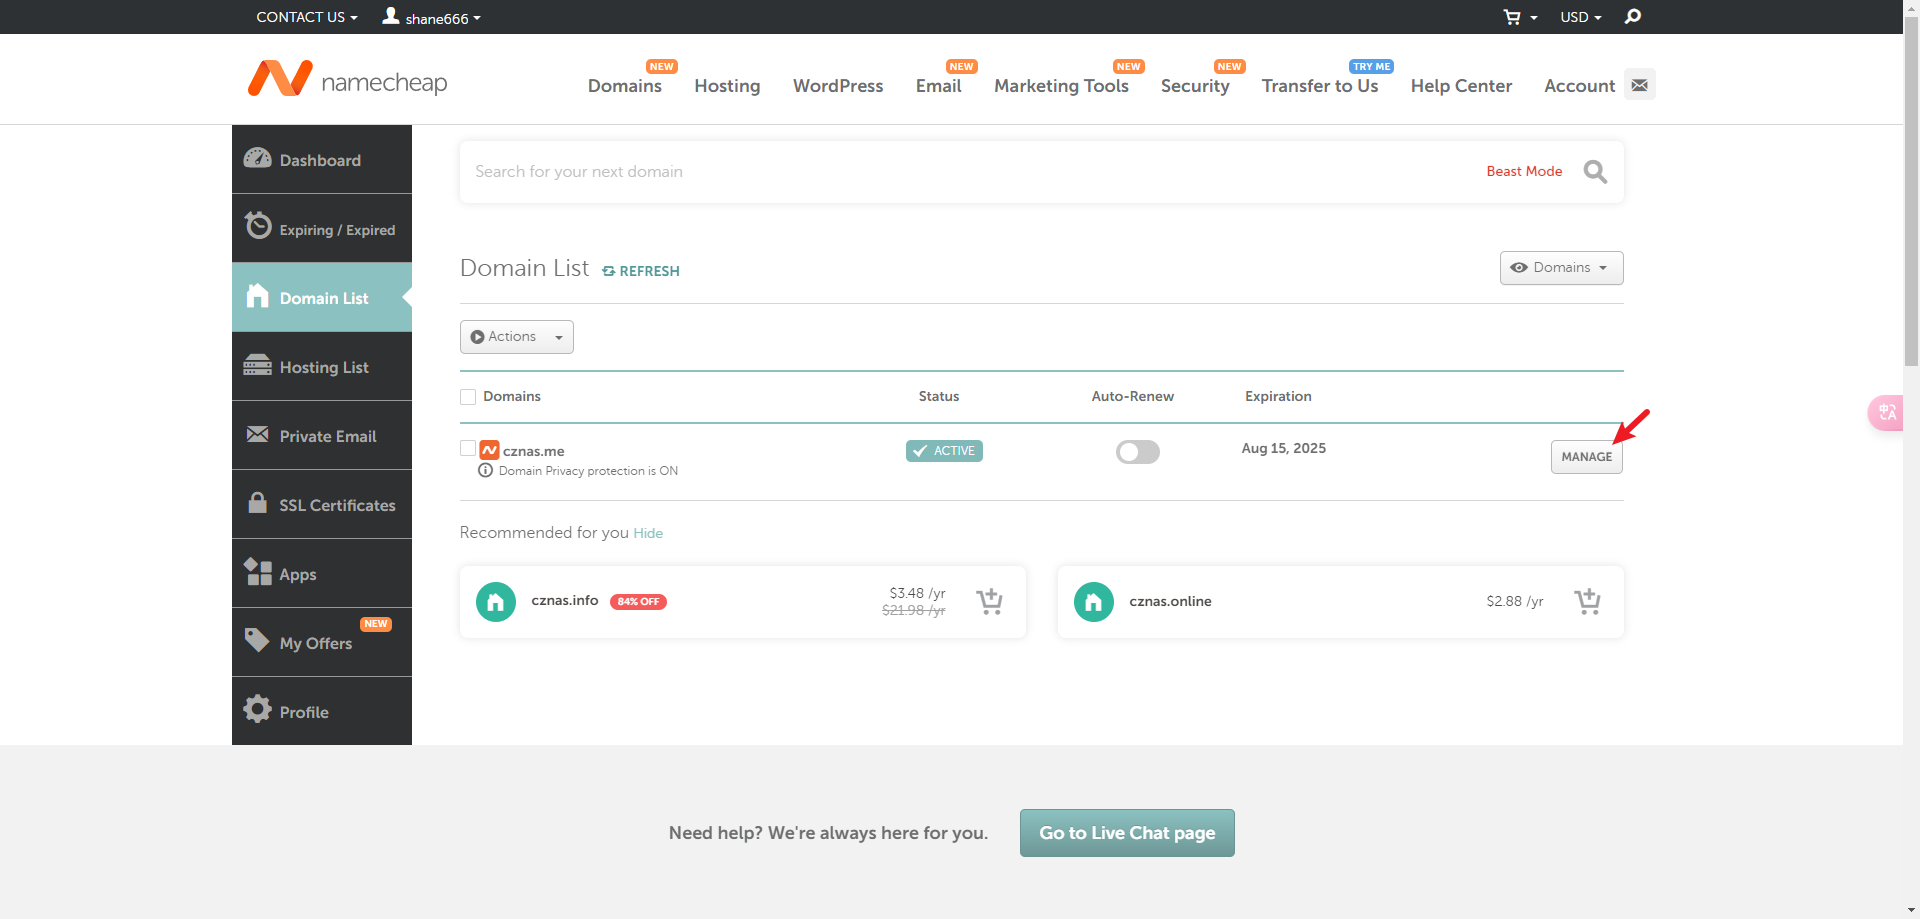 CONTACT US
shane666
USD
namecheap
NEW
NEW
NEW
NEW
TRY ME
Domains
Hosting
WordPress
Email
Marketing Tools
Security
Transfer to Us
Help Center
Account
Dashboard
Expiring / Expired
Domain List
Hosting List
Private Email
SSL Certificates
Apps
NEW
My Offers
Profile
Search for your next domain
Beast Mode
Domain List
REFRESH
Domains
Actions
Domains
Status
Auto-Renew
Expiration
cznas.me
ACTIVE
Aug 15, 2025
MANAGE
Domain Privacy protection is ON
Recommended for you Hide
cznas.info
84% OFF
$3.48 /yr
$21.98 /yr
cznas.online
$2.88 /yr
中A
Need help? We're always here for you.
Go to Live Chat page